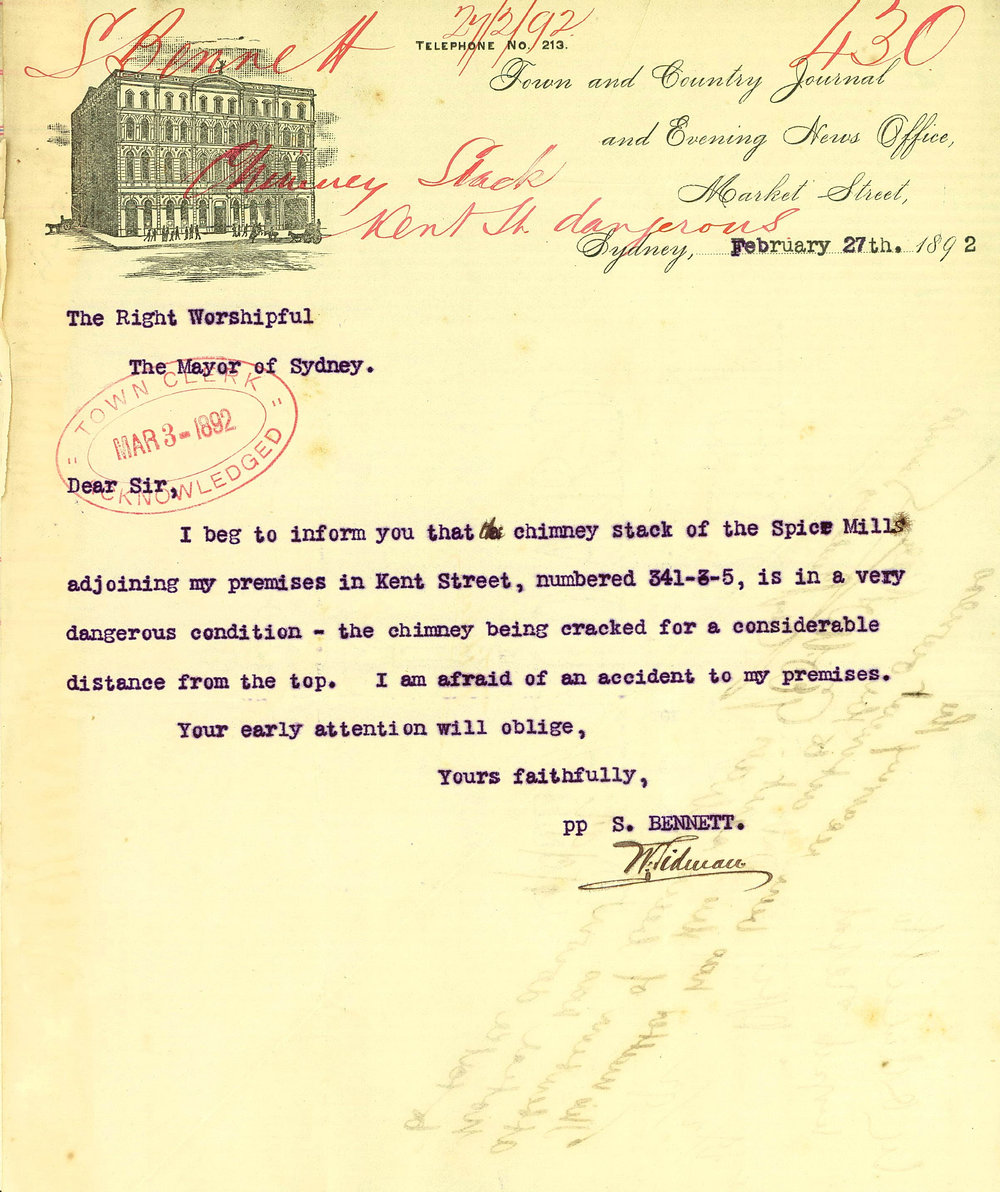 S Bennett
27/2/92
430
TELEPHONE No. 213.
Town and Country Journal
and Evening News Office,
Market Street,
Chimney Stack
Kent St. dangerous
Sydney, February 27th. 1892
The Right Worshipful
The Mayor of Sydney.
TOWN CLERK
MAR 3-1892
ACKNOWLEDGED
Dear Sir,
I beg to inform you that the chimney stack of the Spice Mills
adjoining my premises in Kent Street, numbered 341-3-5, is in a very
dangerous condition - the chimney being cracked for a considerable
distance from the top. I am afraid of an accident to my premises.
Your early attention will oblige,
Yours faithfully,
pp S. BENNETT.
W. Tidman